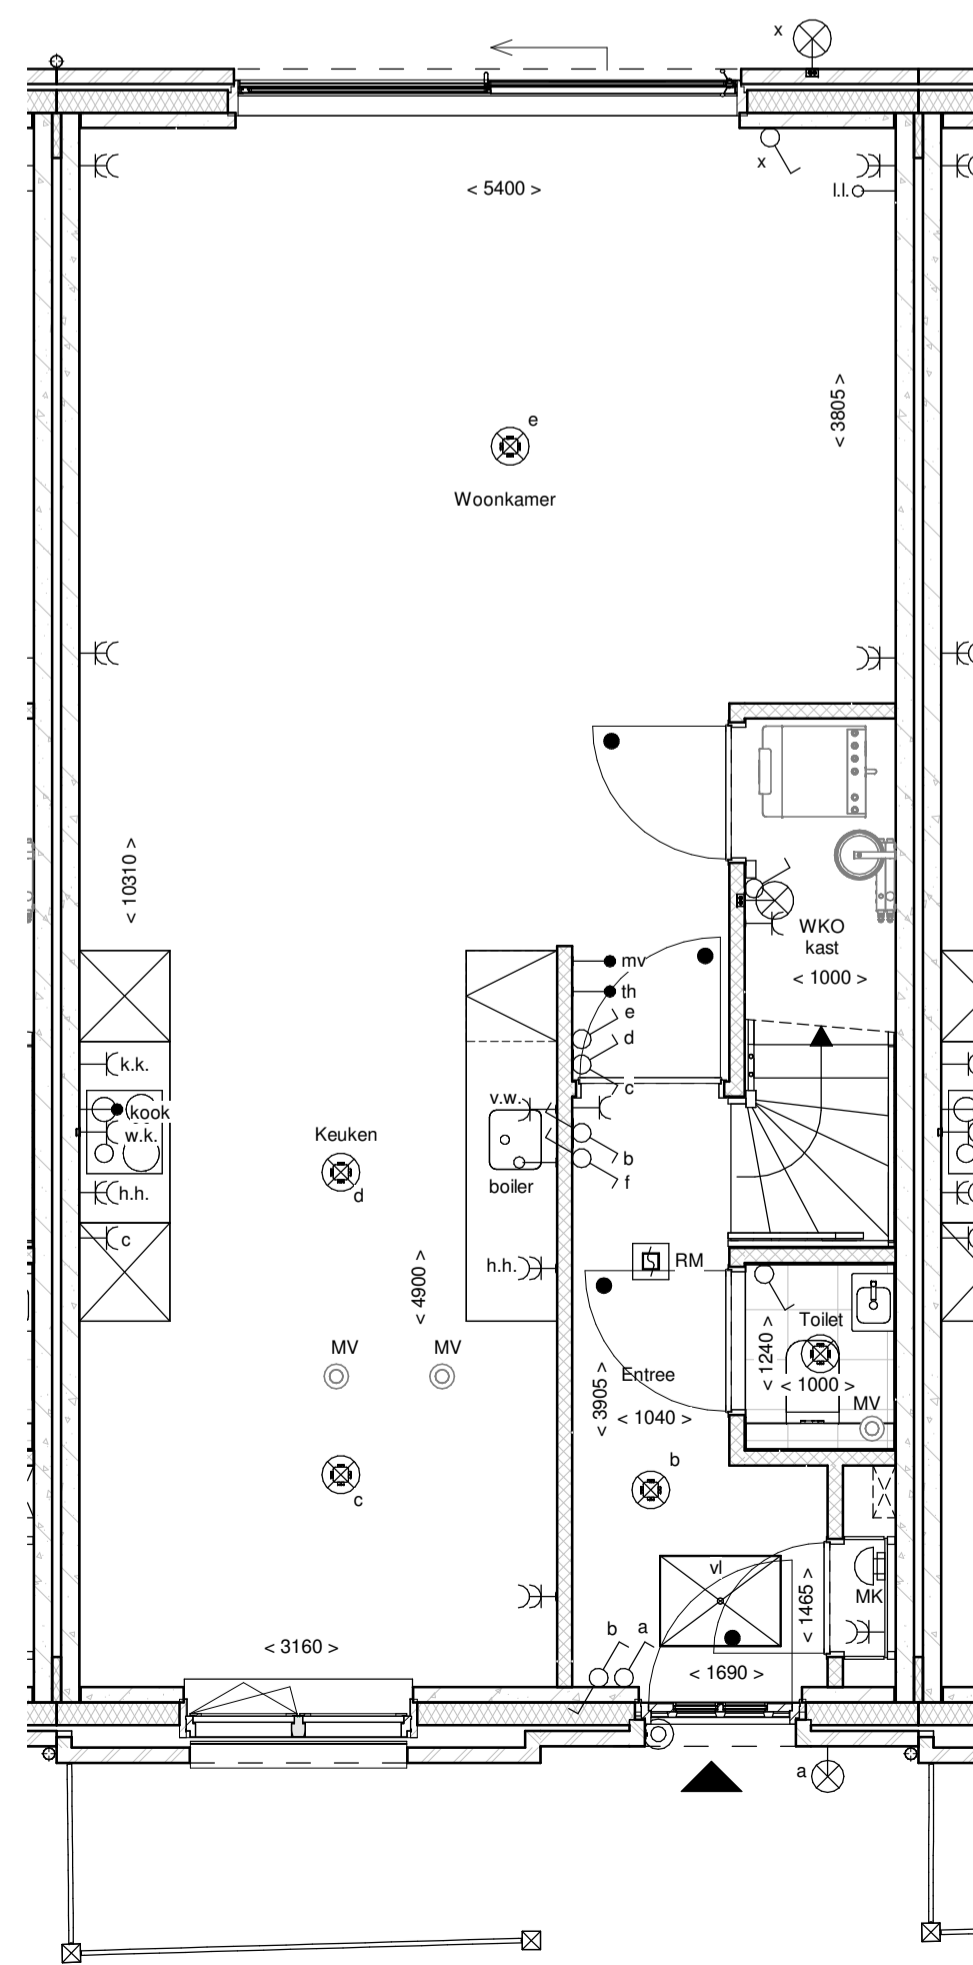 x
x
< 5400 >
l.l.
< 3805 >
e
Woonkamer
< 10310 >
WKO
kast
< 1000 >
mv
th
e
d
c
k.k.
v.w.
kook
w.k.
Keuken
b
d
boiler
f
h.h.
c
h.h.
RM
< 4900 >
Toilet
< 1240 >
MV
MV
Entree
< 1000 >
< 3905 >
< 1040 >
MV
b
c
vl
MK
< 1465 >
b
a
< 3160 >
< 1690 >
a